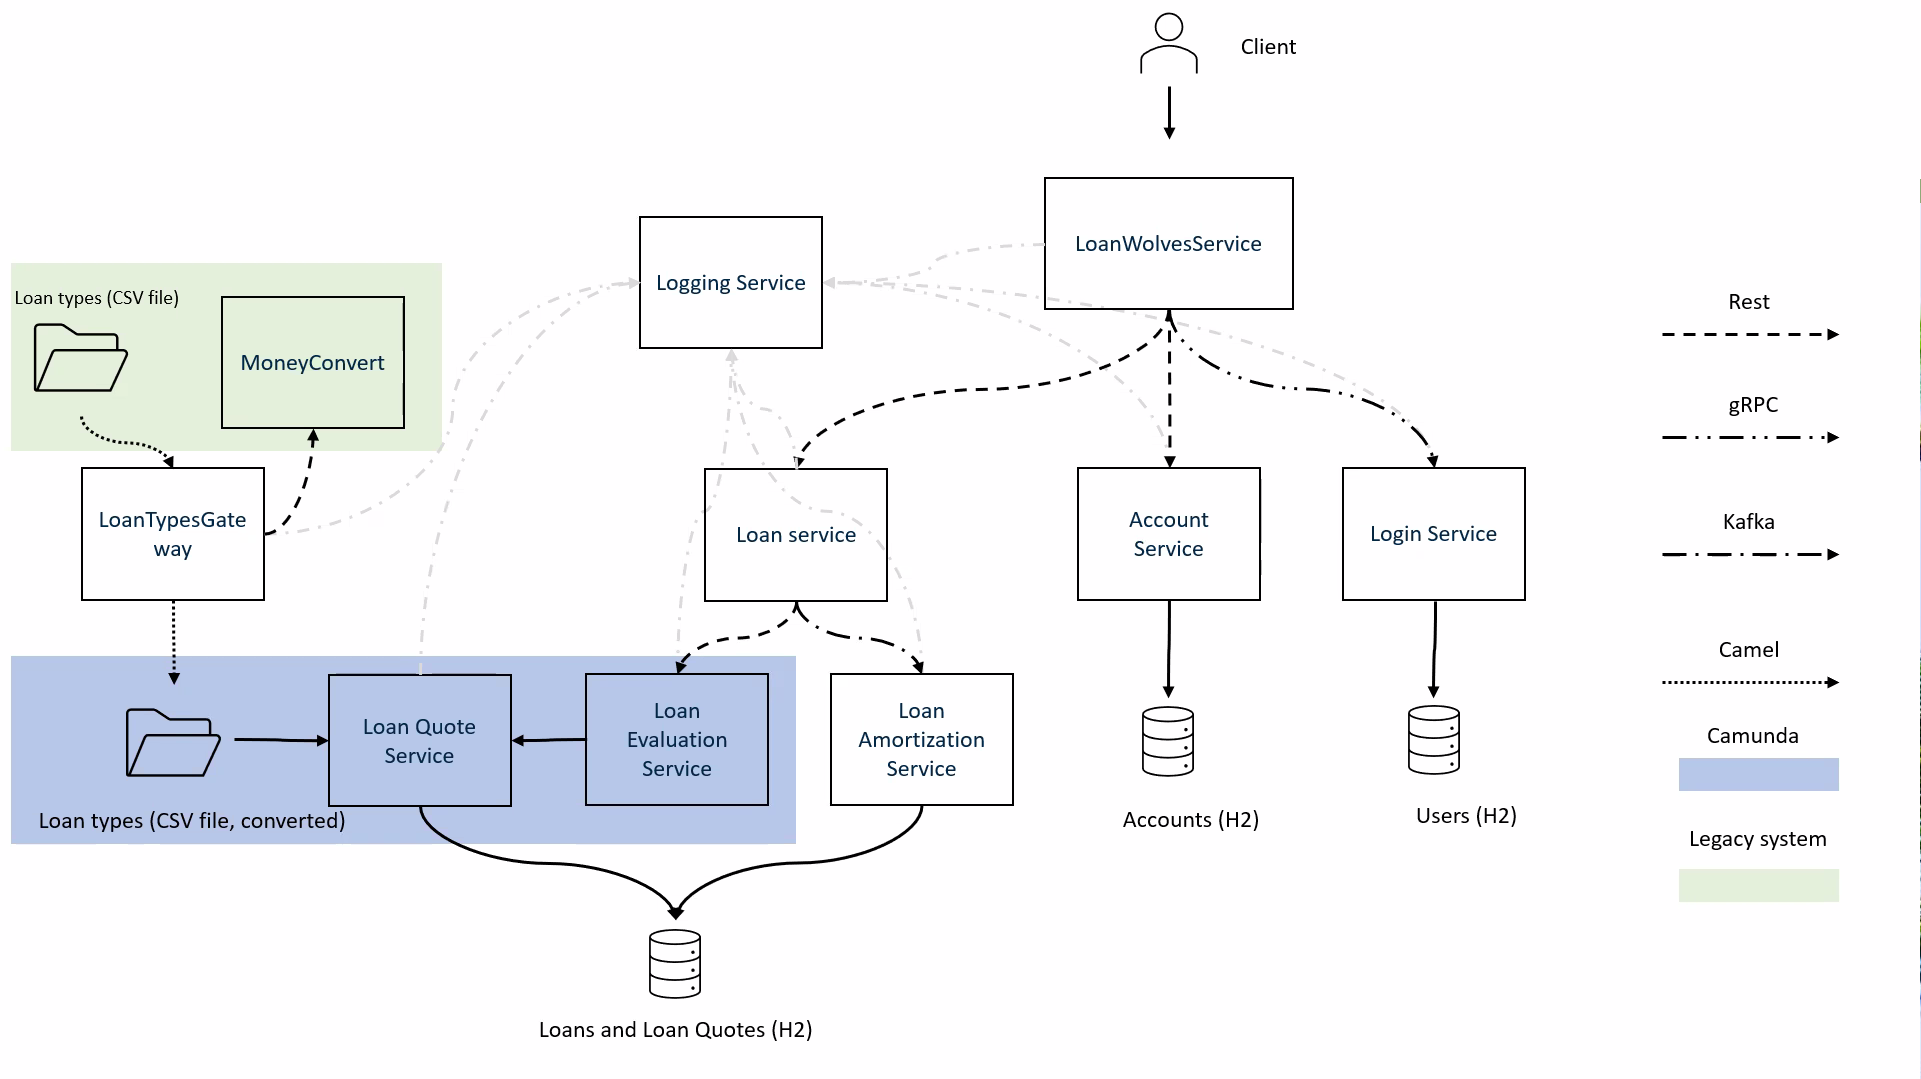 Client
LoanWolvesService
Logging Service
Loan types (CSV file)
MoneyConvert
LoanTypesGate
way
Loan service
Account
Service
Login Service
Loan Quote
Service
Loan
Evaluation
Service
Loan
Amortization
Service
Loan types (CSV file, converted)
Accounts (H2)
Users (H2)
Loans and Loan Quotes (H2)
Rest
gRPC
Kafka
Camel
Camunda
Legacy system